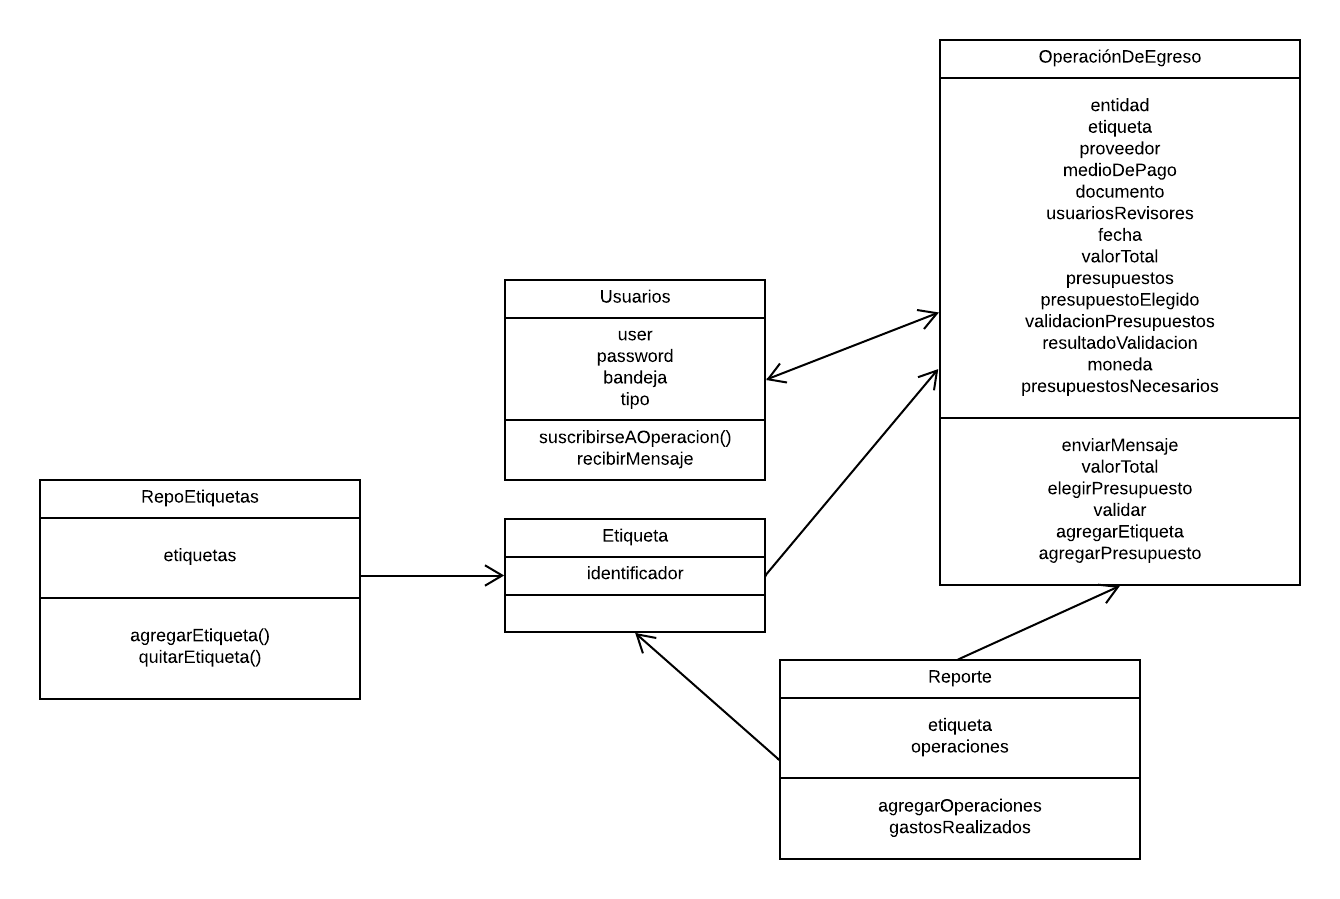 OperaciónDeEgreso
entidad
etiqueta
proveedor
medioDePago
documento
usuariosRevisores
fecha
valorTotal
presupuestos
presupuestoElegido
validacionPresupuestos
resultadoValidacion
moneda
presupuestosNecesarios
enviarMensaje
valorTotal
elegirPresupuesto
validar
agregarEtiqueta
agregarPresupuesto
Usuarios
user
password
bandeja
tipo
suscribirseAOperacion()
recibirMensaje
RepoEtiquetas
etiquetas
agregarEtiqueta()
quitarEtiqueta()
Etiqueta
identificador
Reporte
etiqueta
operaciones
agregarOperaciones
gastosRealizados